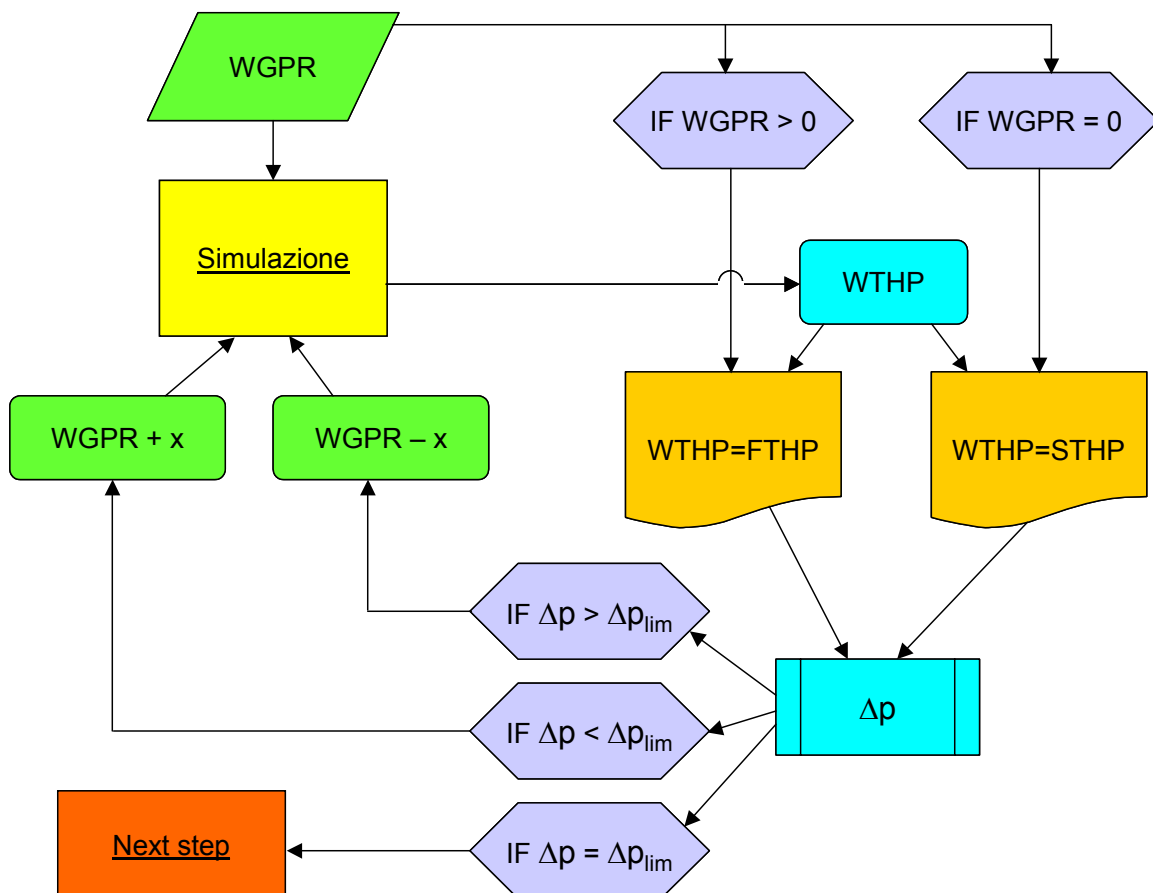 WGPR
IF WGPR > 0
IF WGPR = 0
Simulazione
WTHP
WGPR + x
WGPR – x
WTHP=FTHP
WTHP=STHP
IF Δp > Δplim
Δp
IF Δp < Δplim
Next step
IF Δp = Δplim